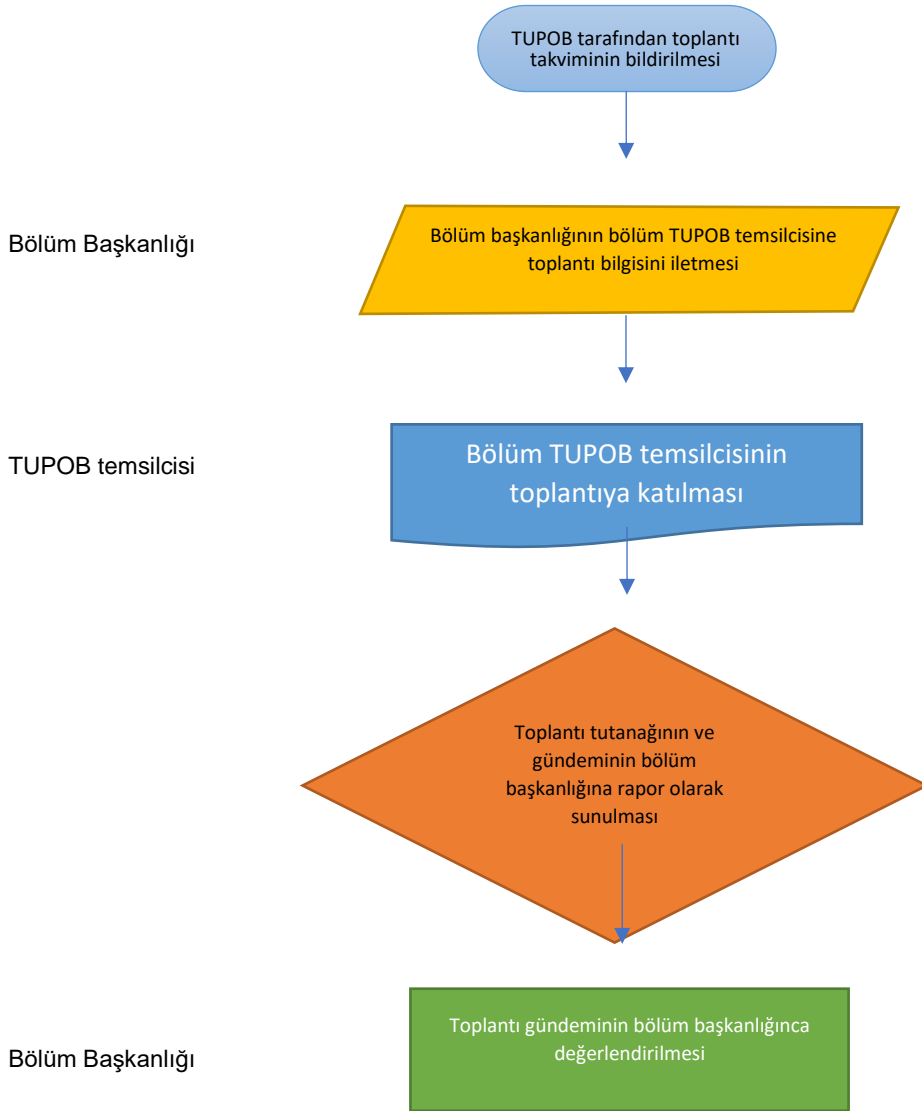 TUPOB tarafından toplantı
takviminin bildirilmesi
Bölüm Başkanlığı
Bölüm başkanlığının bölüm TUPOB temsilcisine
toplantı bilgisini iletmesi
TUPOB temsilcisi
Bölüm TUPOB temsilcisinin
toplantıya katılması
Toplantı tutanağının ve
gündeminin bölüm
başkanlığına rapor olarak
sunulması
Toplantı gündeminin bölüm başkanlığınca
değerlendirilmesi
Bölüm Başkanlığı